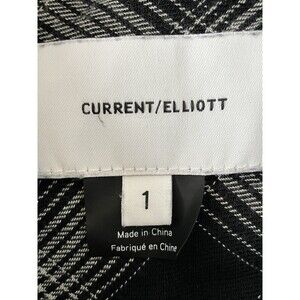 CURRENT/ELLIOTT
1
Made in China
Fabriqué en Chine